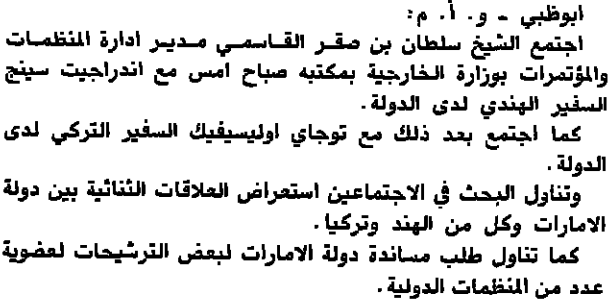 ابوظبي - و. أ. م:
اجتمع الشيخ سلطان بن صقر القاسمي مدير ادارة المنظمات
والمؤتمرات بوزارة الخارجية بمكتبه صباح امس مع اندراجيت سينج
السفير الهندي لدى الدولة.
كما اجتمع بعد ذلك مع توجاي اوليسيفيك السفير التركي لدى
الدولة.
وتناول البحث في الاجتماعين استعراض العلاقات الثنائية بين دولة
الامارات وكل من الهند وتركيا.
كما تناول طلب مساندة دولة الامارات لبعض الترشيحات لعضوية
عدد من المنظمات الدولية.